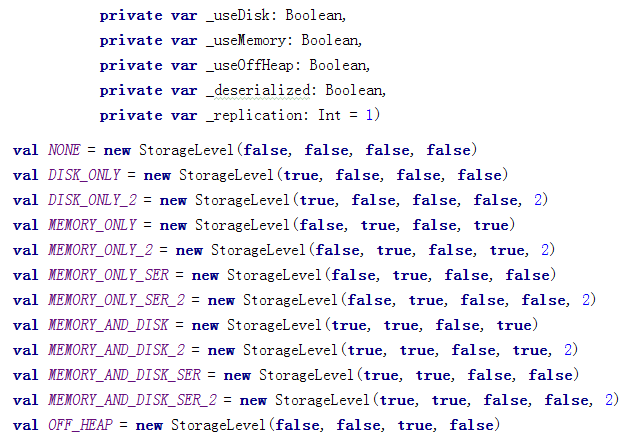 private var _useDisk: Boolean,
private var _useMemory: Boolean,
private var _useOffHeap: Boolean,
private var _deserialized: Boolean,
private var _replication: Int = 1)
val NONE = new StorageLevel(false, false, false, false)
val DISK_ONLY = new StorageLevel(true, false, false, false)
val DISK_ONLY_2 = new StorageLevel(true, false, false, false, 2)
val MEMORY_ONLY = new StorageLevel(false, true, false, true)
val MEMORY_ONLY_2 = new StorageLevel(false, true, false, true, 2)
val MEMORY_ONLY_SER = new StorageLevel(false, true, false, false)
val MEMORY_ONLY_SER_2 = new StorageLevel(false, true, false, false, 2)
val MEMORY_AND_DISK = new StorageLevel(true, true, false, true)
val MEMORY_AND_DISK_2 = new StorageLevel(true, true, false, true, 2)
val MEMORY_AND_DISK_SER = new StorageLevel(true, true, false, false)
val MEMORY_AND_DISK_SER_2 = new StorageLevel(true, true, false, false, 2)
val OFF_HEAP = new StorageLevel(false, false, true, false)